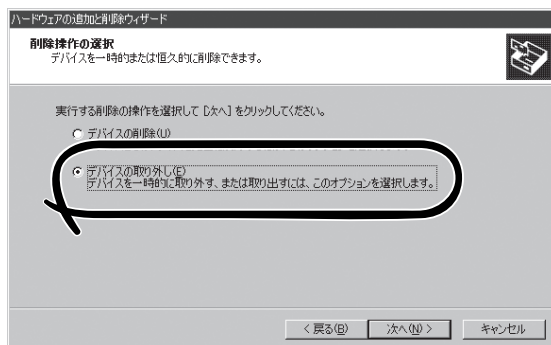 ハードウェアの追加と削除ウィザード
削除操作の選択
デバイスを一時的または恒久的に削除できます。
実行する削除の操作を選択して [次へ] をクリックしてください。
デバイスの削除(U)
デバイスの取り外し(E)
デバイスを一時的に取り外す、または取り出すには、このオプションを選択します。
< 戻る(B)
次へ(N) >
キャンセル